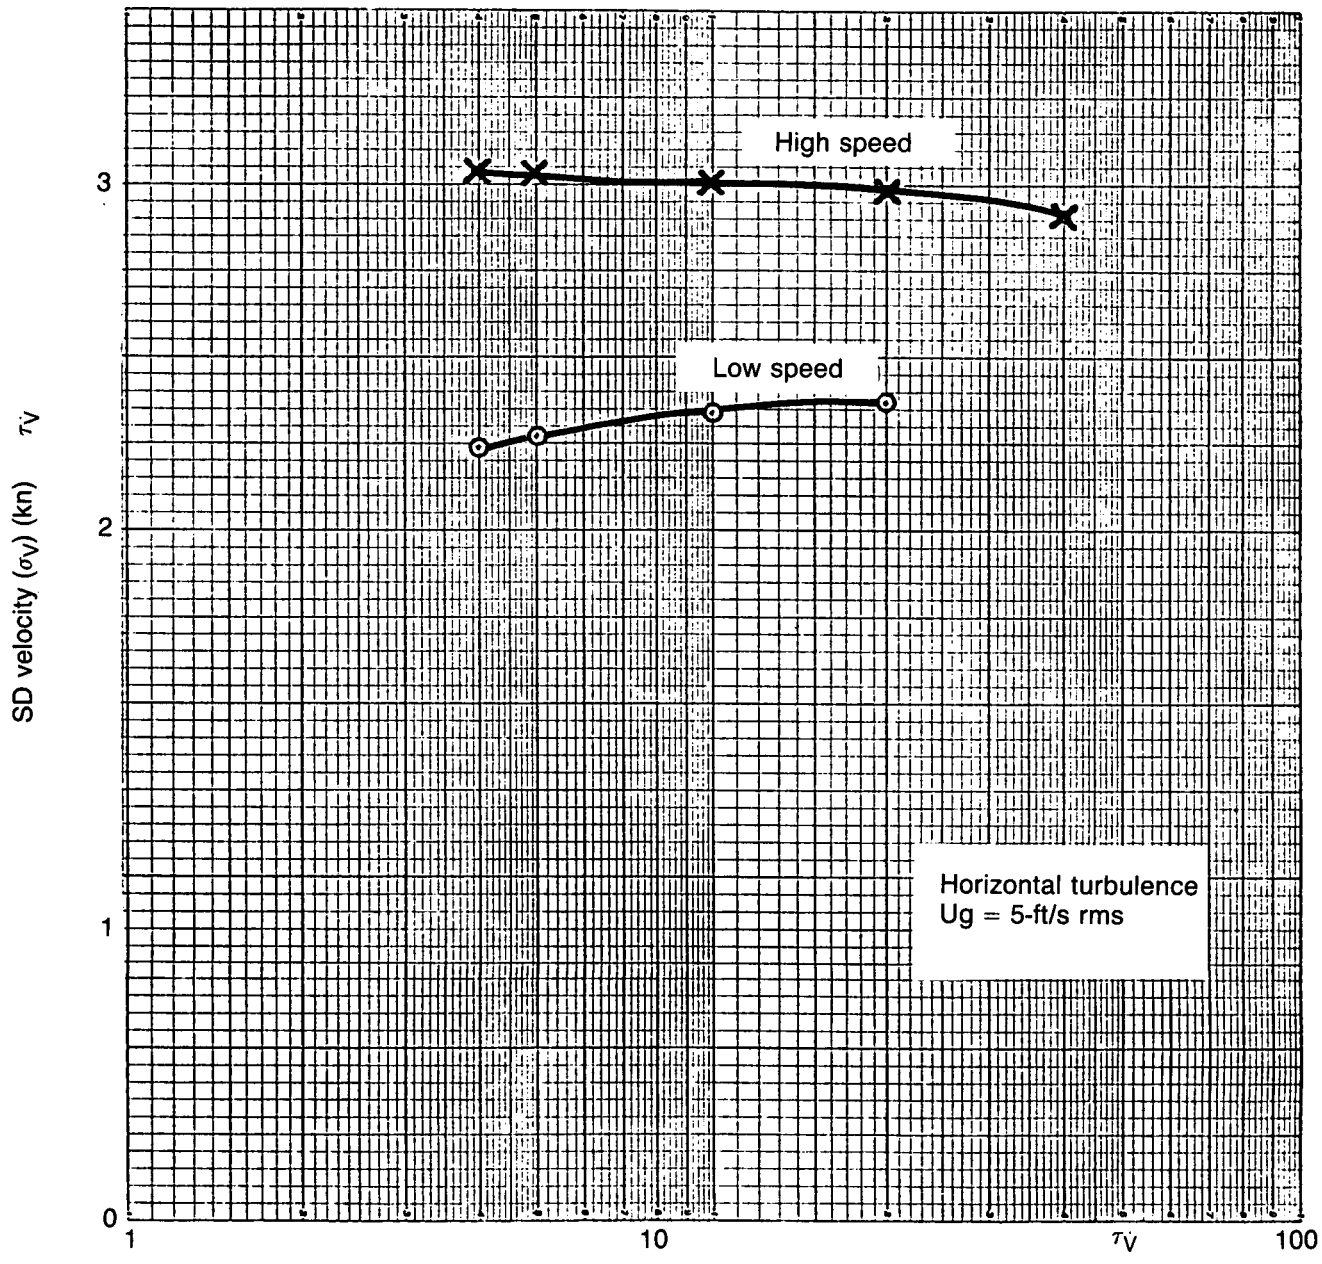 High speed
3
Low speed
SD velocity (σV) (kn) τV̇
2
Horizontal turbulence
Ug = 5-ft/s rms
1
0
1 10 τV̇ 100